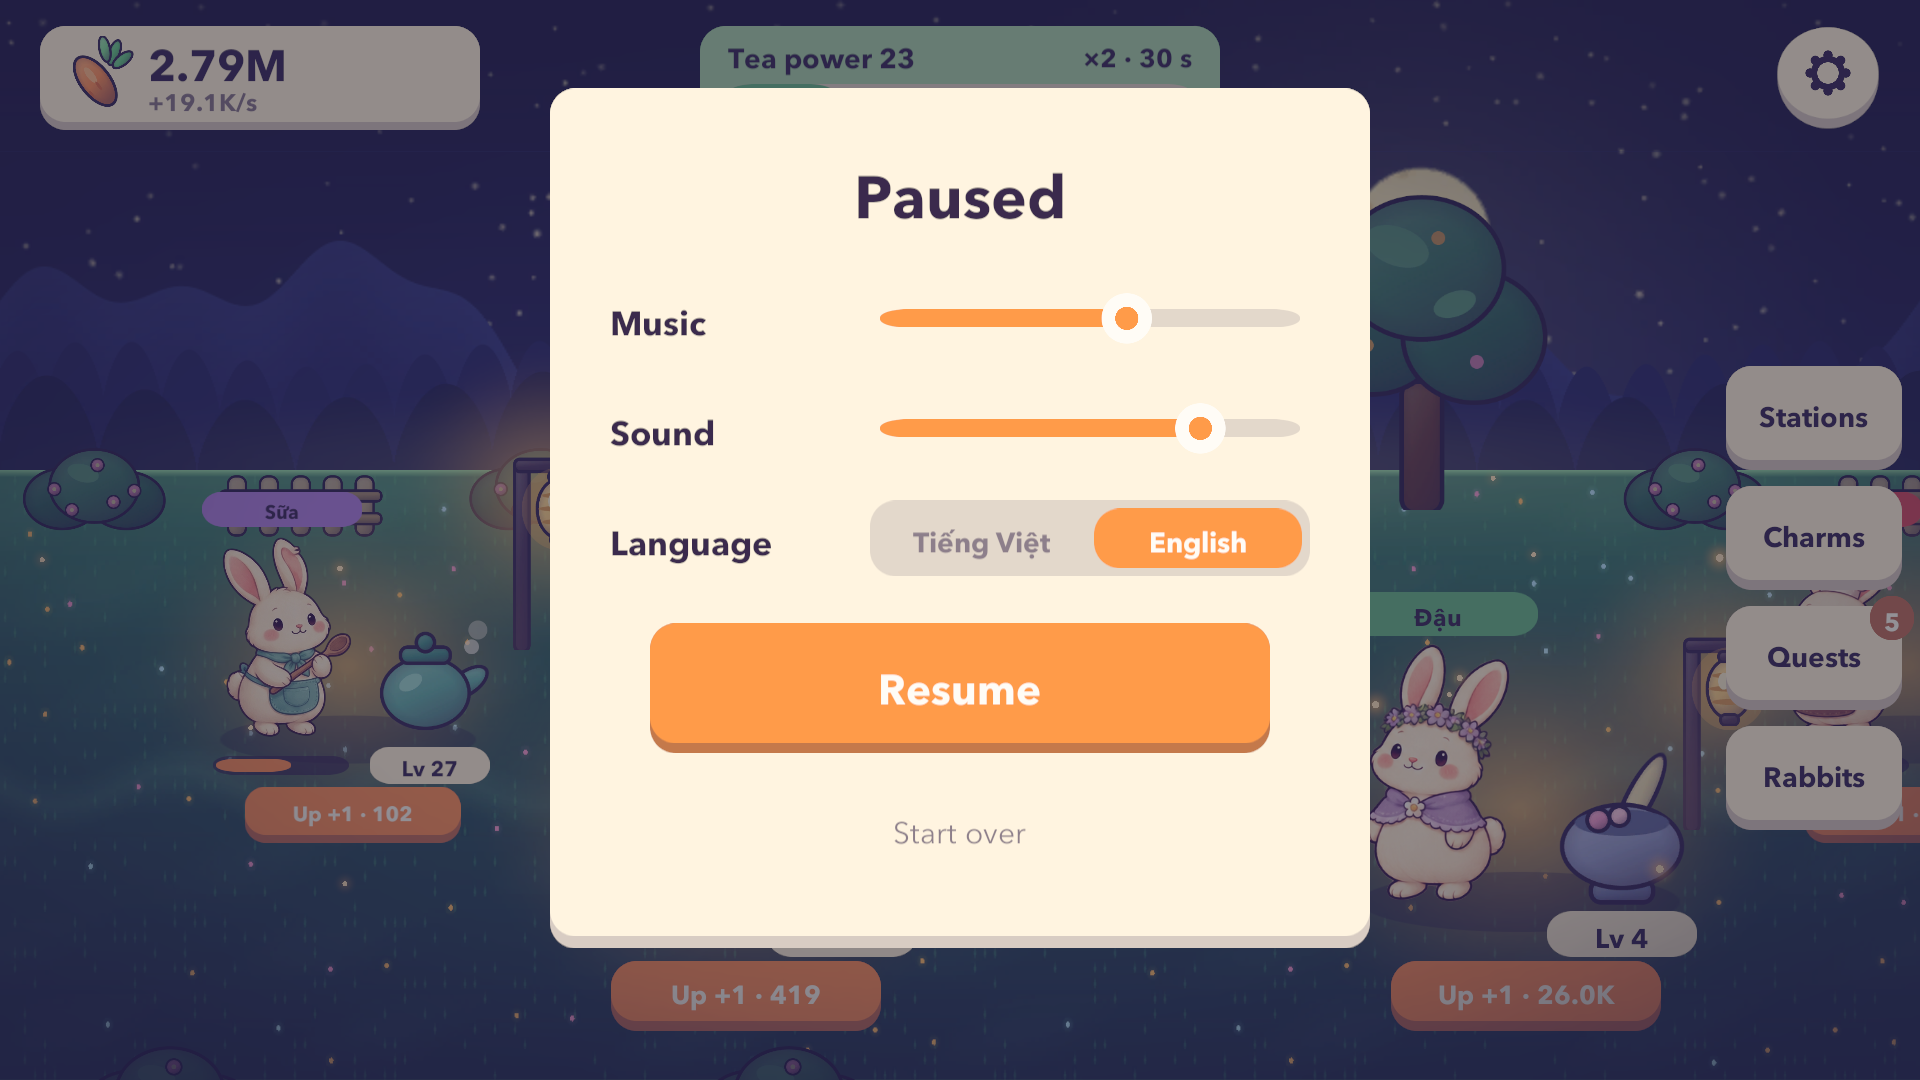 2.79M
+19.1K/s
Tea power 23
×2 · 30 s
Paused
Music
Sound
Language
Tiếng Việt
English
Resume
Start over
Stations
Charms
Quests
5
Rabbits
Sữa
Lv 27
Up +1 · 102
Up +1 · 419
Đậu
Lv 4
Up +1 · 26.0K